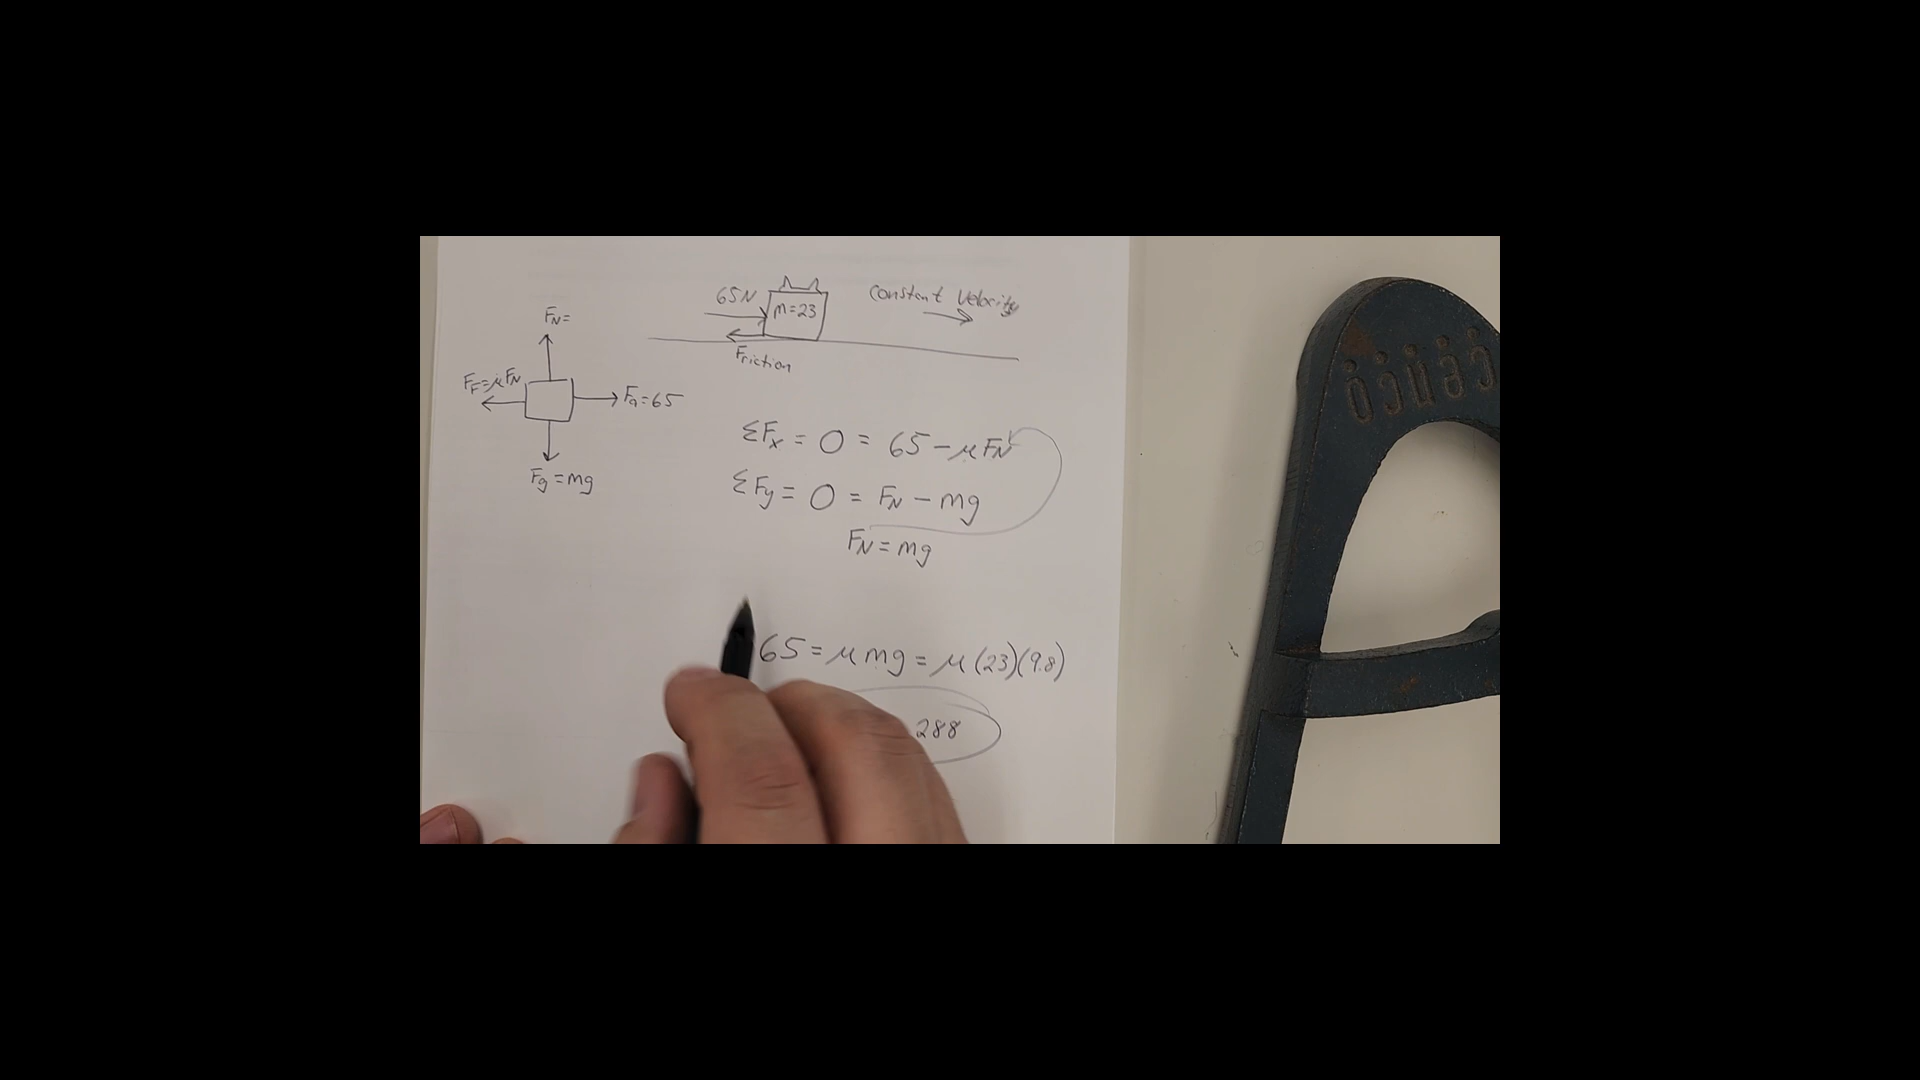 65N
m=23
Constant Velocity
Friction
FN=
FF=μFN
Fa=65
Fg=mg
ΣFx = 0 = 65-μFN
ΣFy = 0 = FN - mg
FN=mg
65=μmg=μ(23)(9.8)
.288